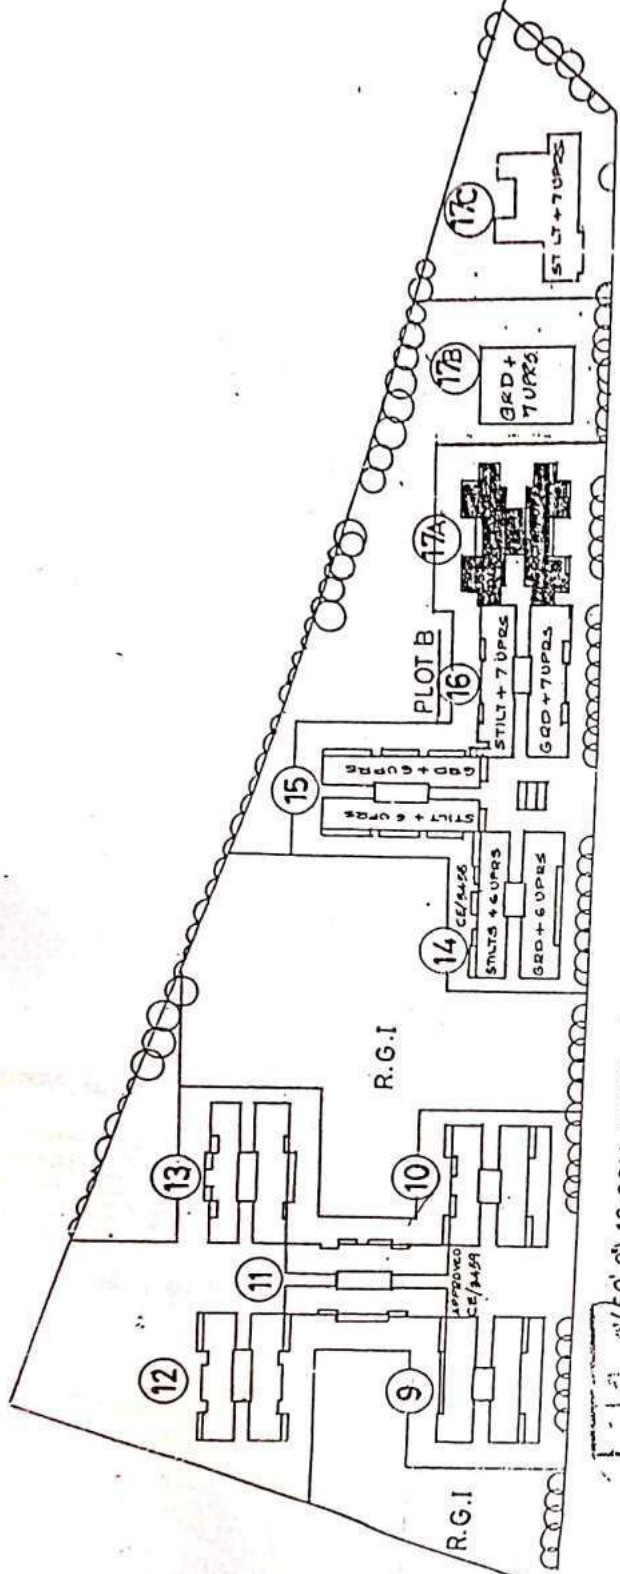 17C
ST LT + 7 UPRS
17B
GRD +
7 UPRS.
17A
PLOT B
16
STILT + 7 UPRS
GRD + 7 UPRS
15
GRD + 6 UPRS
STILT + 6 UPRS
14
CE/3456
STILTS + 6 UPRS
GRD + 6 UPRS
R.G.I
13
10
11
APPROVED
CE/3459
12
9
R.G.I